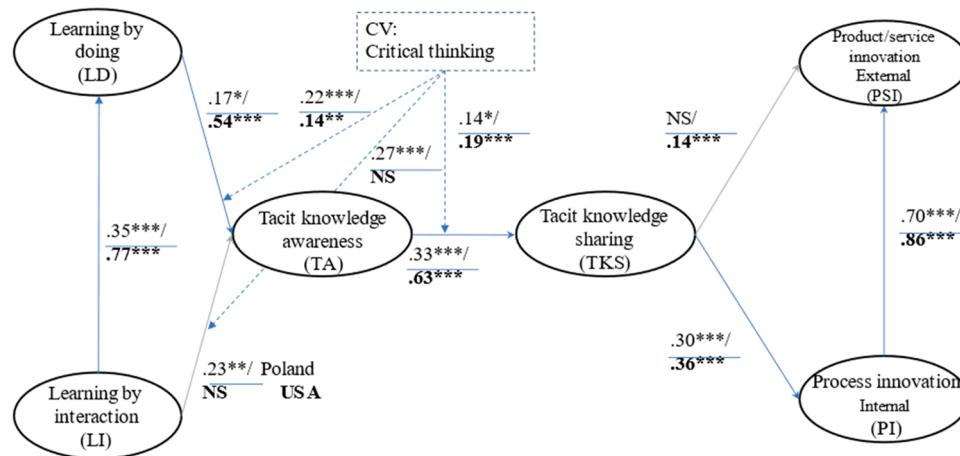 Learning by
doing
(LD)
CV:
Critical thinking
Product/service
innovation
External
(PSI)
.17*/
.54***
.22***/
.14**
.14*/
.19***
NS/
.14***
.27***/
NS
Tacit knowledge
awareness
(TA)
Tacit knowledge
sharing
(TKS)
.35***/
.77***
.33***/
.63***
.70***/
.86***
.30***/
.36***
.23**/ Poland
NS USA
Learning by
interaction
(LI)
Process innovation
Internal
(PI)